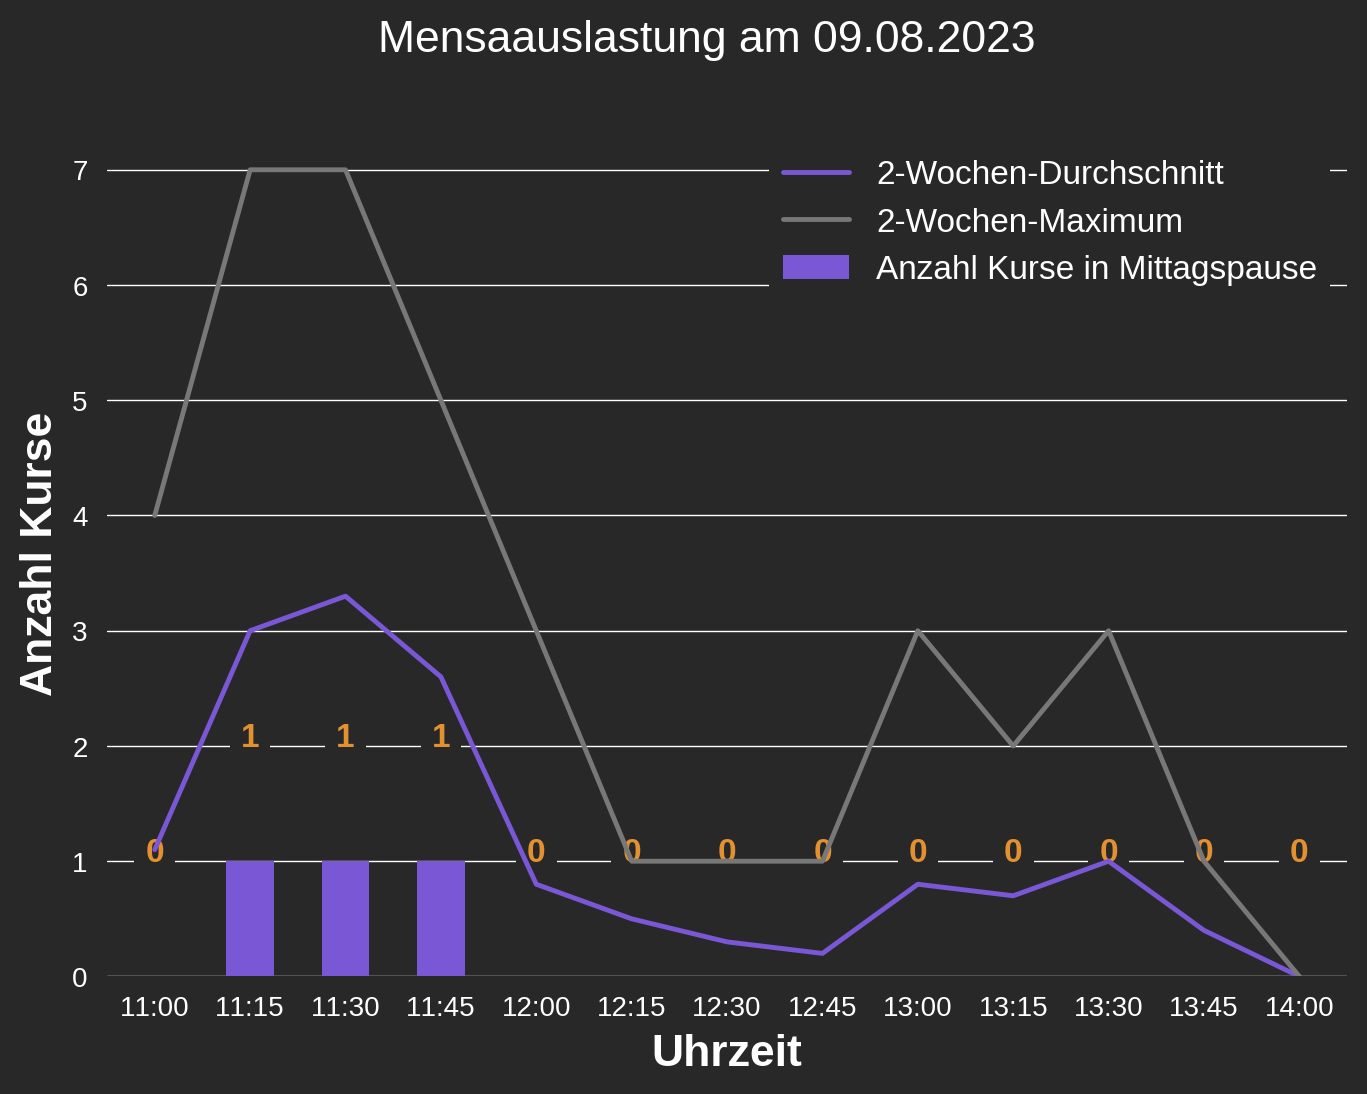 Mensaauslastung am 09.08.2023
2-Wochen-Durchschnitt
2-Wochen-Maximum
Anzahl Kurse in Mittagspause
Anzahl Kurse
7
6
5
4
3
2
1
0
1 1 1
0 0 0 0 0 0 0 0 0 0
11:00 11:15 11:30 11:45 12:00 12:15 12:30 12:45 13:00 13:15 13:30 13:45 14:00
Uhrzeit